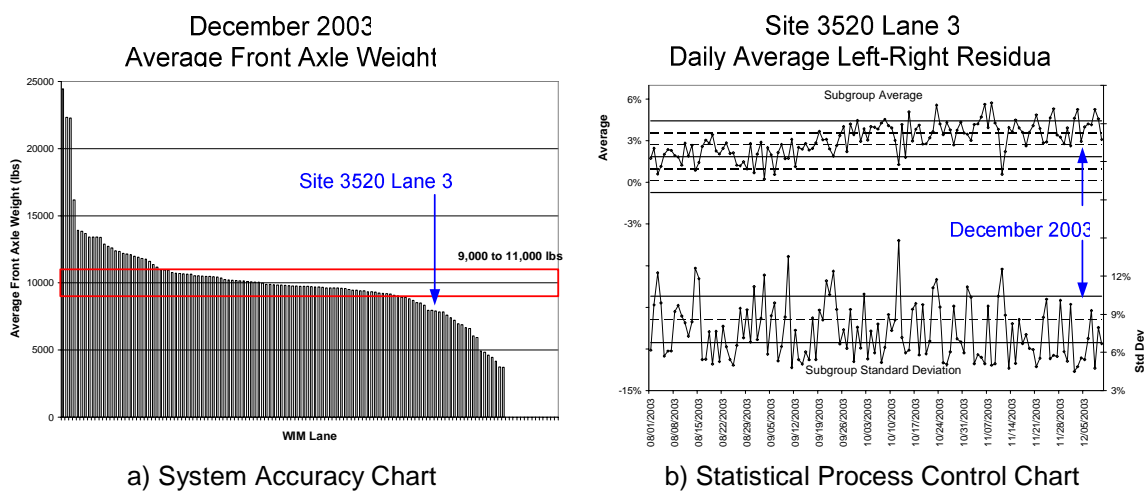 December 2003
Average Front Axle Weight
25000
20000
15000
10000
5000
0
Average Front Axle Weight (lbs)
Site 3520 Lane 3
9,000 to 11,000 lbs
WIM Lane
a) System Accuracy Chart
Site 3520 Lane 3
Daily Average Left-Right Residua
Subgroup Average
6%
3%
0%
-3%
-15%
Average
December 2003
12%
9%
6%
3%
Std Dev
Subgroup Standard Deviation
08/01/2003
08/08/2003
08/15/2003
08/22/2003
08/29/2003
09/05/2003
09/12/2003
09/19/2003
09/26/2003
10/03/2003
10/10/2003
10/17/2003
10/24/2003
10/31/2003
11/07/2003
11/14/2003
11/21/2003
11/28/2003
12/05/2003
b) Statistical Process Control Chart